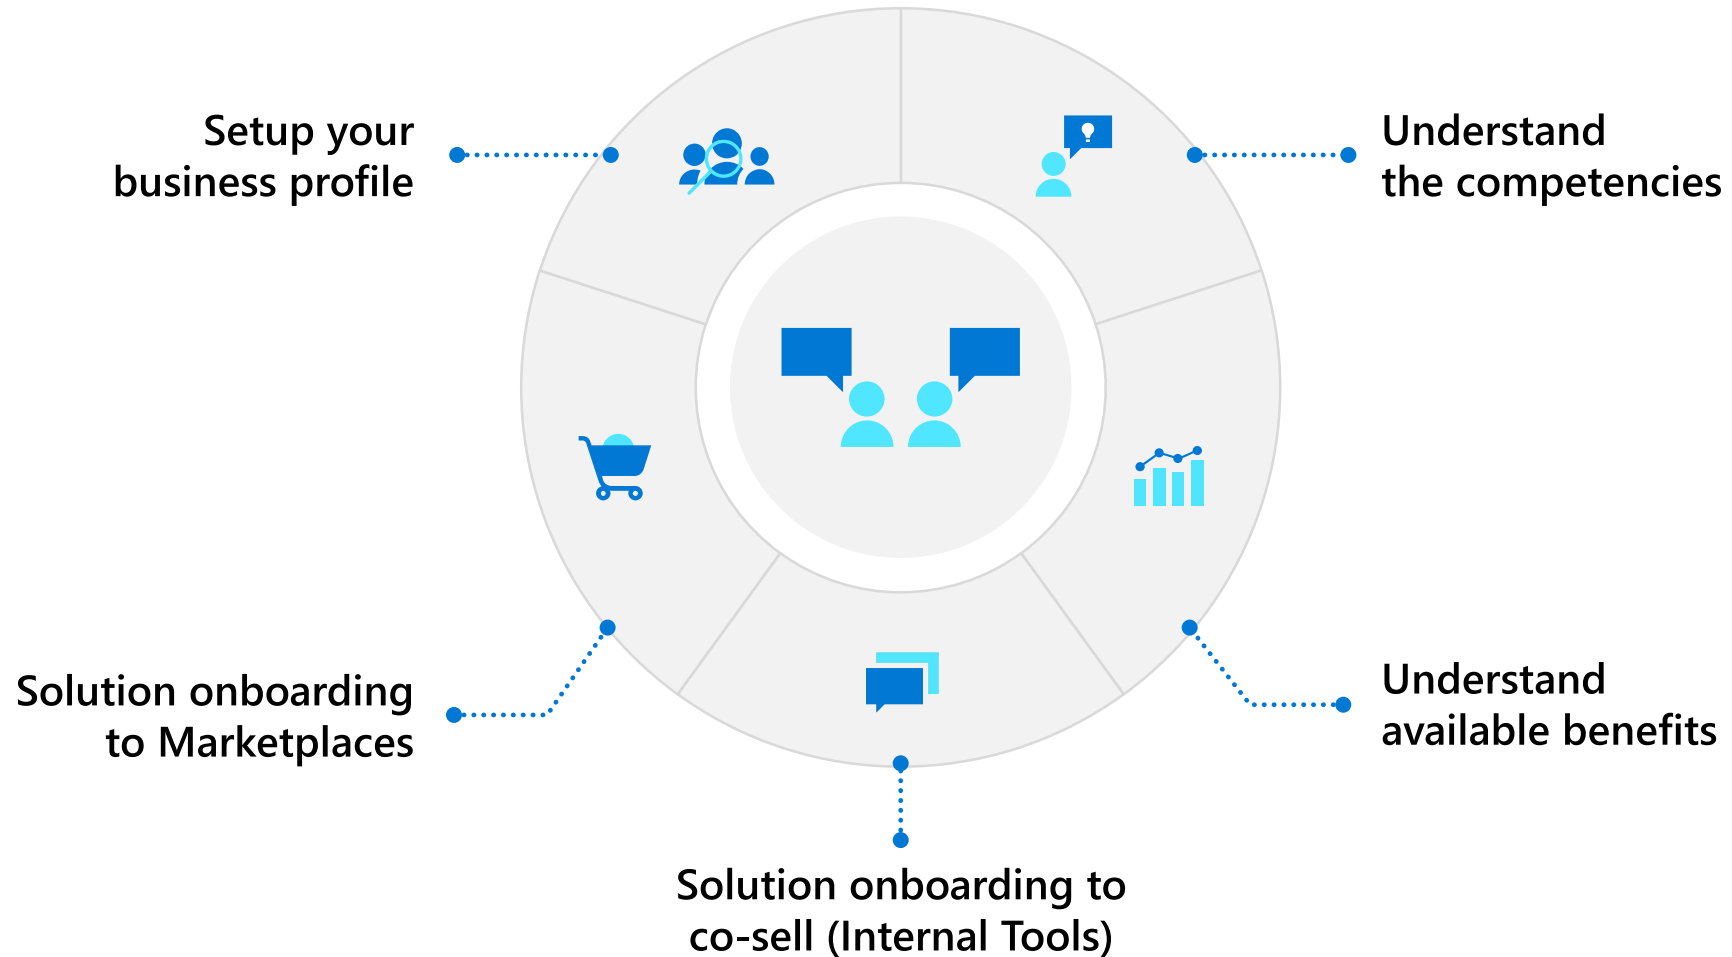 Setup your
business profile
Understand
the competencies
Solution onboarding
to Marketplaces
Understand
available benefits
Solution onboarding to
co-sell (Internal Tools)